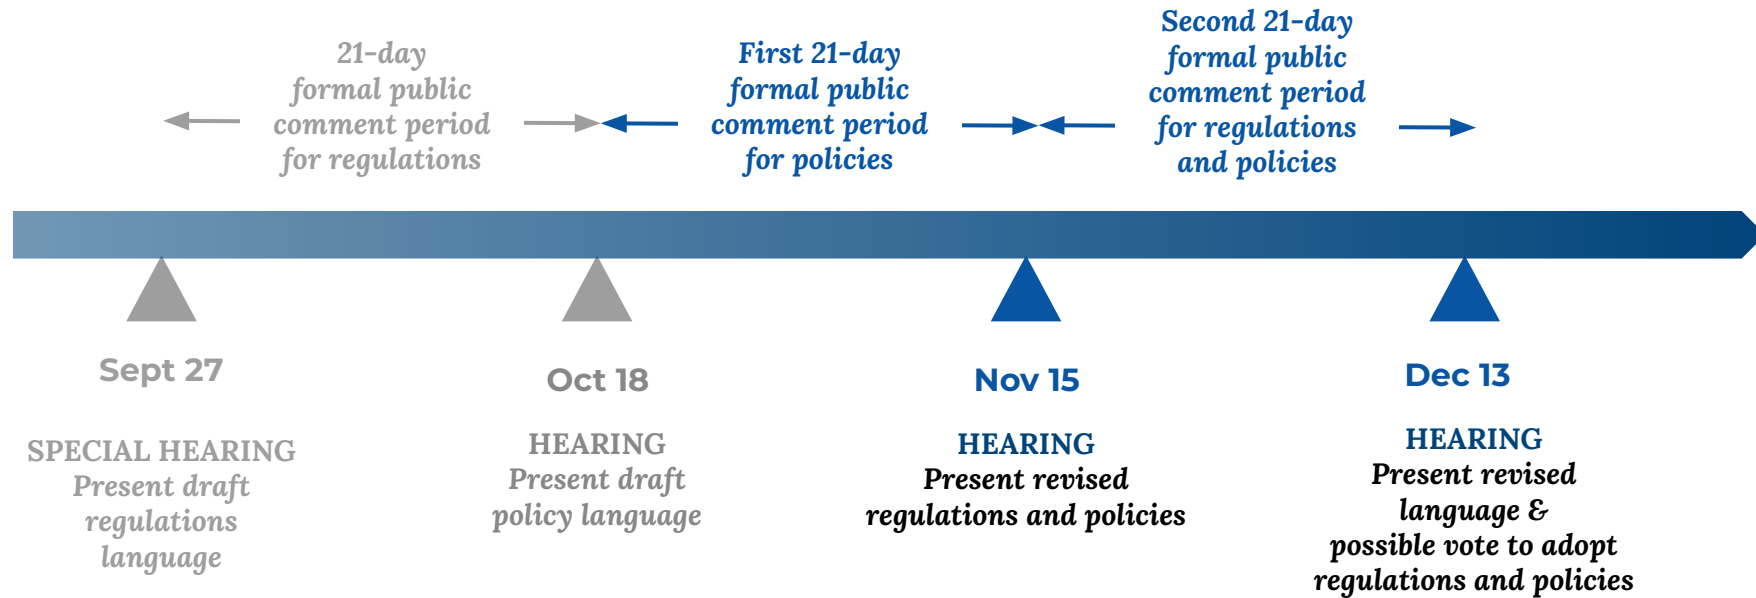 21-day
formal public
comment period
for regulations
First 21-day
formal public
comment period
for policies
Second 21-day
formal public
comment period
for regulations
and policies
Sept 27
SPECIAL HEARING
Present draft
regulations
language
Oct 18
HEARING
Present draft
policy language
Nov 15
HEARING
Present revised
regulations and policies
Dec 13
HEARING
Present revised
language &
possible vote to adopt
regulations and policies